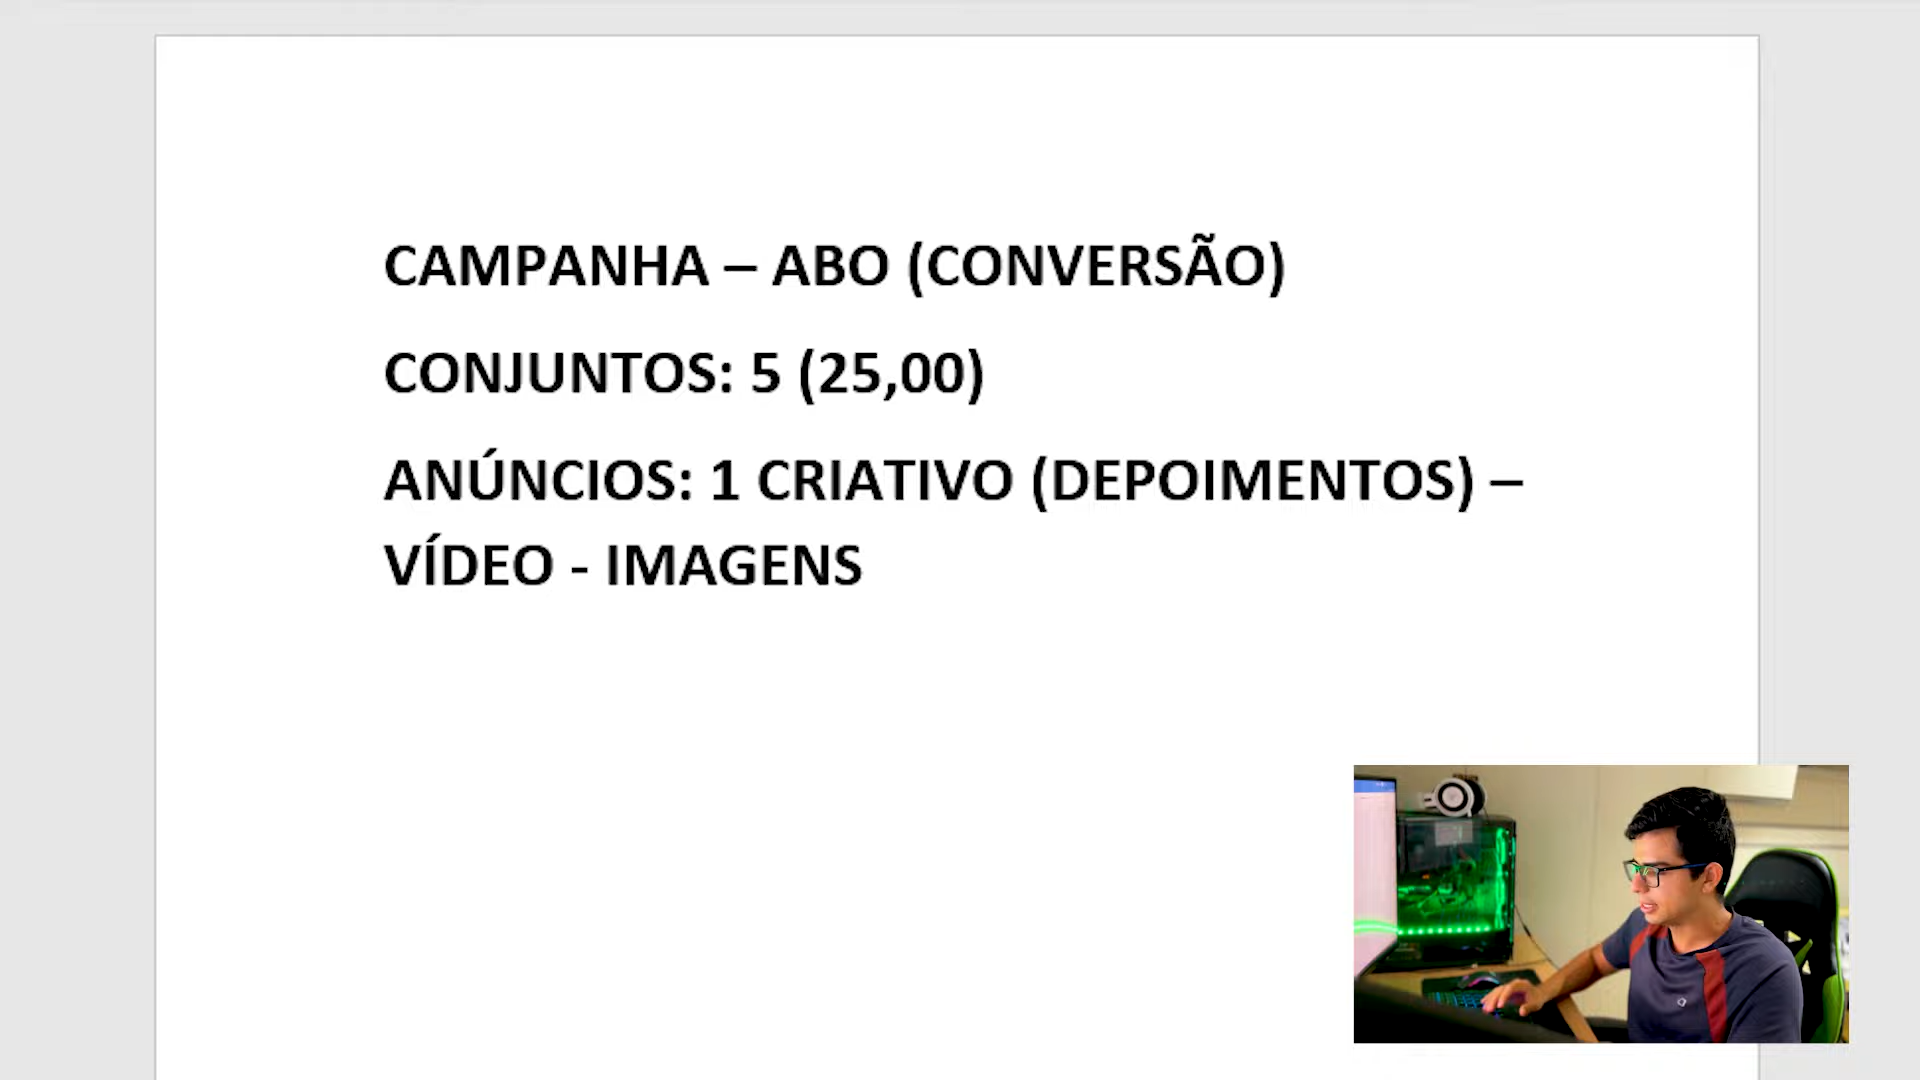 CAMPANHA – ABO (CONVERSÃO)
CONJUNTOS: 5 (25,00)
ANÚNCIOS: 1 CRIATIVO (DEPOIMENTOS) –
VÍDEO - IMAGENS